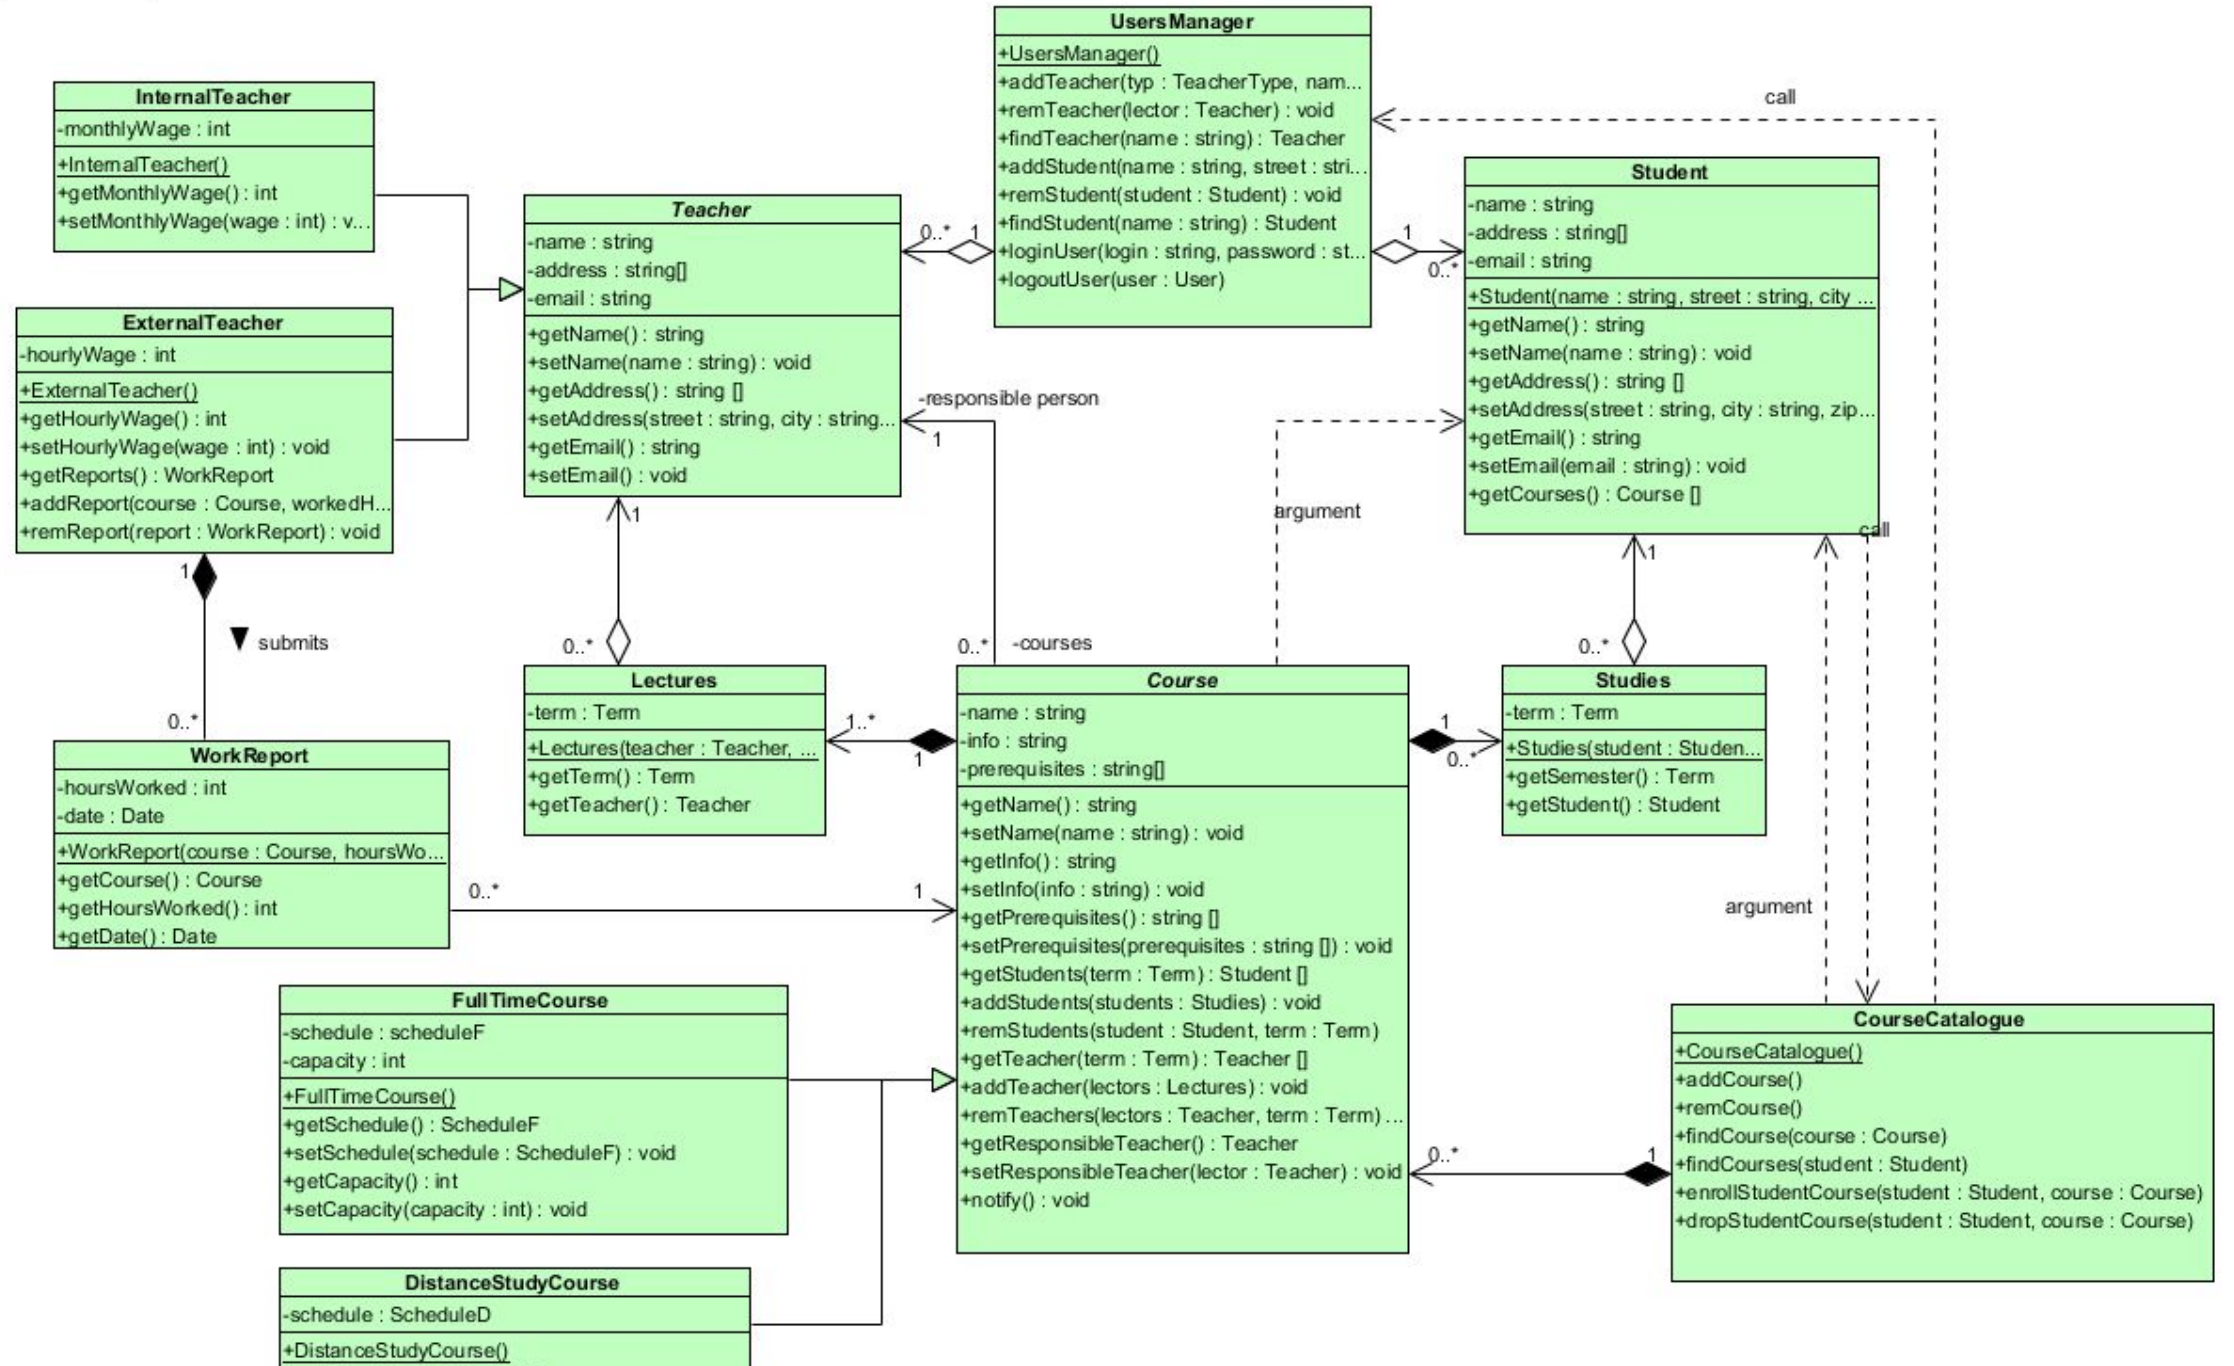 UsersManager
+UsersManager()
+addTeacher(typ : TeacherType, nam...
+remTeacher(lector : Teacher) : void
+findTeacher(name : string) : Teacher
+addStudent(name : string, street : stri...
+remStudent(student : Student) : void
+findStudent(name : string) : Student
+loginUser(login : string, password : st...
+logoutUser(user : User)
InternalTeacher
-monthlyWage : int
+InternalTeacher()
+getMonthlyWage() : int
+setMonthlyWage(wage : int) : v...
call
Student
-name : string
-address : string[]
-email : string
+Student(name : string, street : string, city ...
+getName() : string
+setName(name : string) : void
+getAddress() : string []
+setAddress(street : string, city : string, zip...
+getEmail() : string
+setEmail(email : string) : void
+getCourses() : Course []
Teacher
-name : string
-address : string[]
-email : string
+getName() : string
+setName(name : string) : void
+getAddress() : string []
+setAddress(street : string, city : string...
+getEmail() : string
+setEmail() : void
0..*
1
1
0..*
ExternalTeacher
-hourlyWage : int
+ExternalTeacher()
+getHourlyWage() : int
+setHourlyWage(wage : int) : void
+getReports() : WorkReport
+addReport(course : Course, workedH...
+remReport(report : WorkReport) : void
-responsible person
1
argument
call
1
1
1
submits
0..*
0..*
0..*
-courses
0..*
Lectures
-term : Term
+Lectures(teacher : Teacher, ...
+getTerm() : Term
+getTeacher() : Teacher
1..*
1
Course
-name : string
-info : string
-prerequisites : string[]
+getName() : string
+setName(name : string) : void
+getInfo() : string
+setInfo(info : string) : void
+getPrerequisites() : string []
+setPrerequisites(prerequisites : string []) : void
+getStudents(term : Term) : Student []
+addStudents(students : Studies) : void
+remStudents(student : Student, term : Term)
+getTeacher(term : Term) : Teacher []
+addTeacher(lectors : Lectures) : void
+remTeachers(lectors : Teacher, term : Term) ...
+getResponsibleTeacher() : Teacher
+setResponsibleTeacher(lector : Teacher) : void
+notify() : void
1
0..*
Studies
-term : Term
+Studies(student : Studen...
+getSemester() : Term
+getStudent() : Student
WorkReport
-hoursWorked : int
-date : Date
+WorkReport(course : Course, hoursWo...
+getCourse() : Course
+getHoursWorked() : int
+getDate() : Date
0..*
1
argument
FullTimeCourse
-schedule : scheduleF
-capacity : int
+FullTimeCourse()
+getSchedule() : ScheduleF
+setSchedule(schedule : ScheduleF) : void
+getCapacity() : int
+setCapacity(capacity : int) : void
CourseCatalogue
+CourseCatalogue()
+addCourse()
+remCourse()
+findCourse(course : Course)
+findCourses(student : Student)
+enrollStudentCourse(student : Student, course : Course)
+dropStudentCourse(student : Student, course : Course)
0..*
1
DistanceStudyCourse
-schedule : ScheduleD
+DistanceStudyCourse()